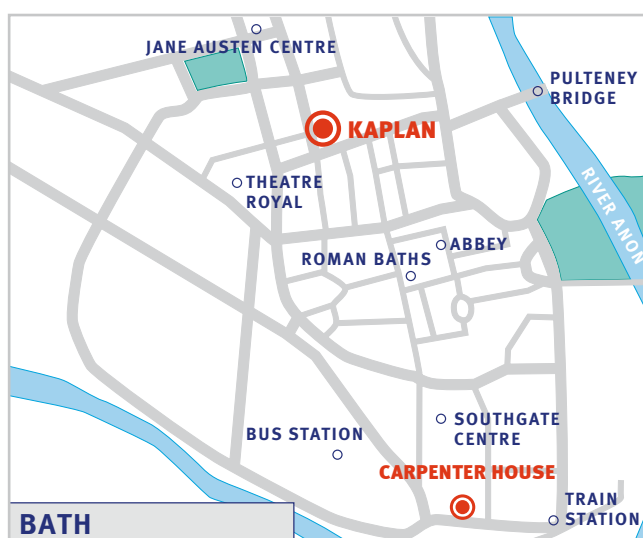 JANE AUSTEN CENTRE
PULTENEY
BRIDGE
KAPLAN
THEATRE
ROYAL
RIVER ANON
ABBEY
ROMAN BATHS
SOUTHGATE
CENTRE
BUS STATION
CARPENTER HOUSE
TRAIN
STATION
BATH